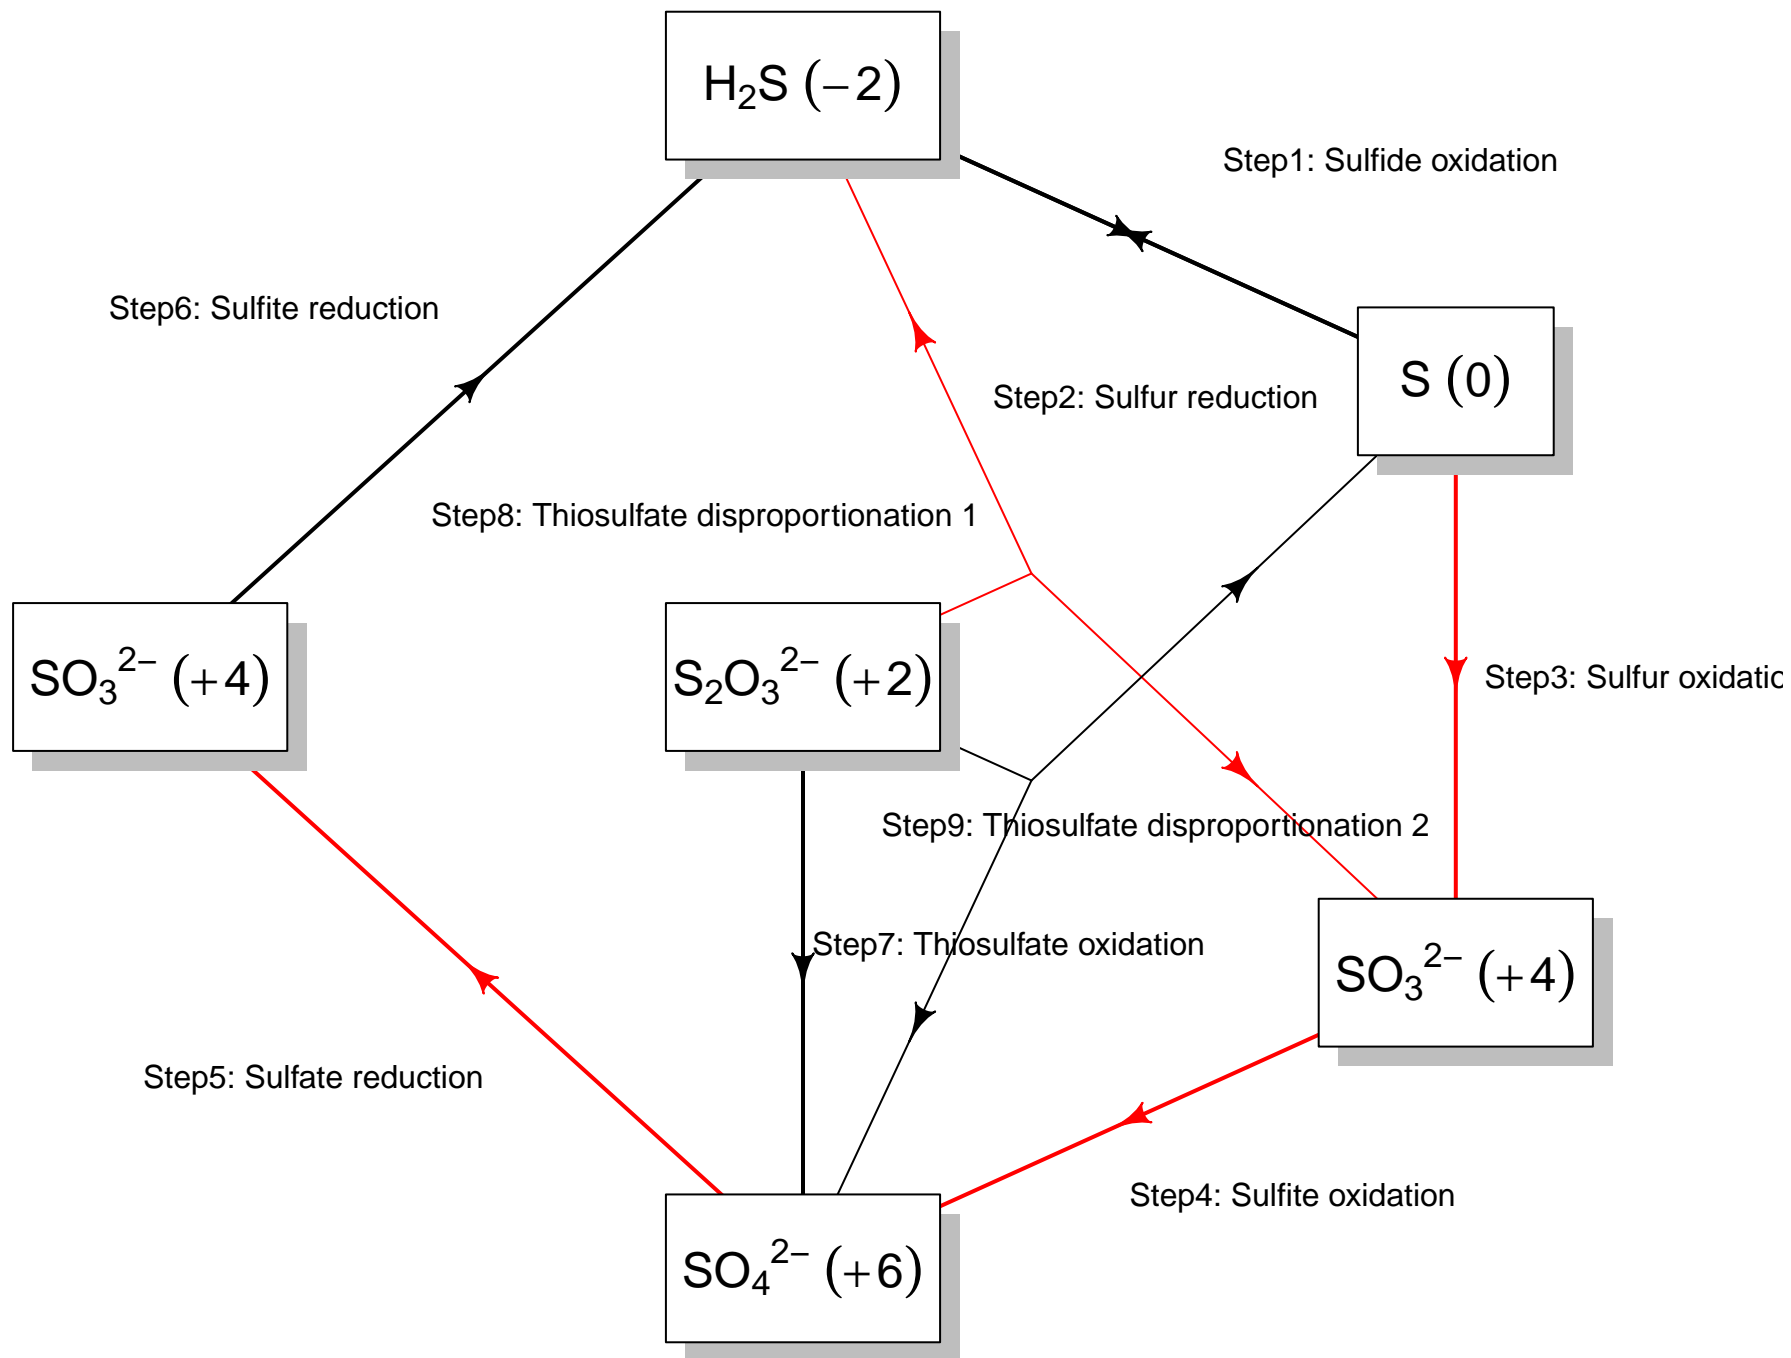 H₂S (−2)
Step1: Sulfide oxidation
Step6: Sulfite reduction
S (0)
Step2: Sulfur reduction
Step8: Thiosulfate disproportionation 1
SO₃²⁻ (+4)
S₂O₃²⁻ (+2)
Step3: Sulfur oxidatio
Step9: Thiosulfate disproportionation 2
Step7: Thiosulfate oxidation
SO₃²⁻ (+4)
Step5: Sulfate reduction
Step4: Sulfite oxidation
SO₄²⁻ (+6)